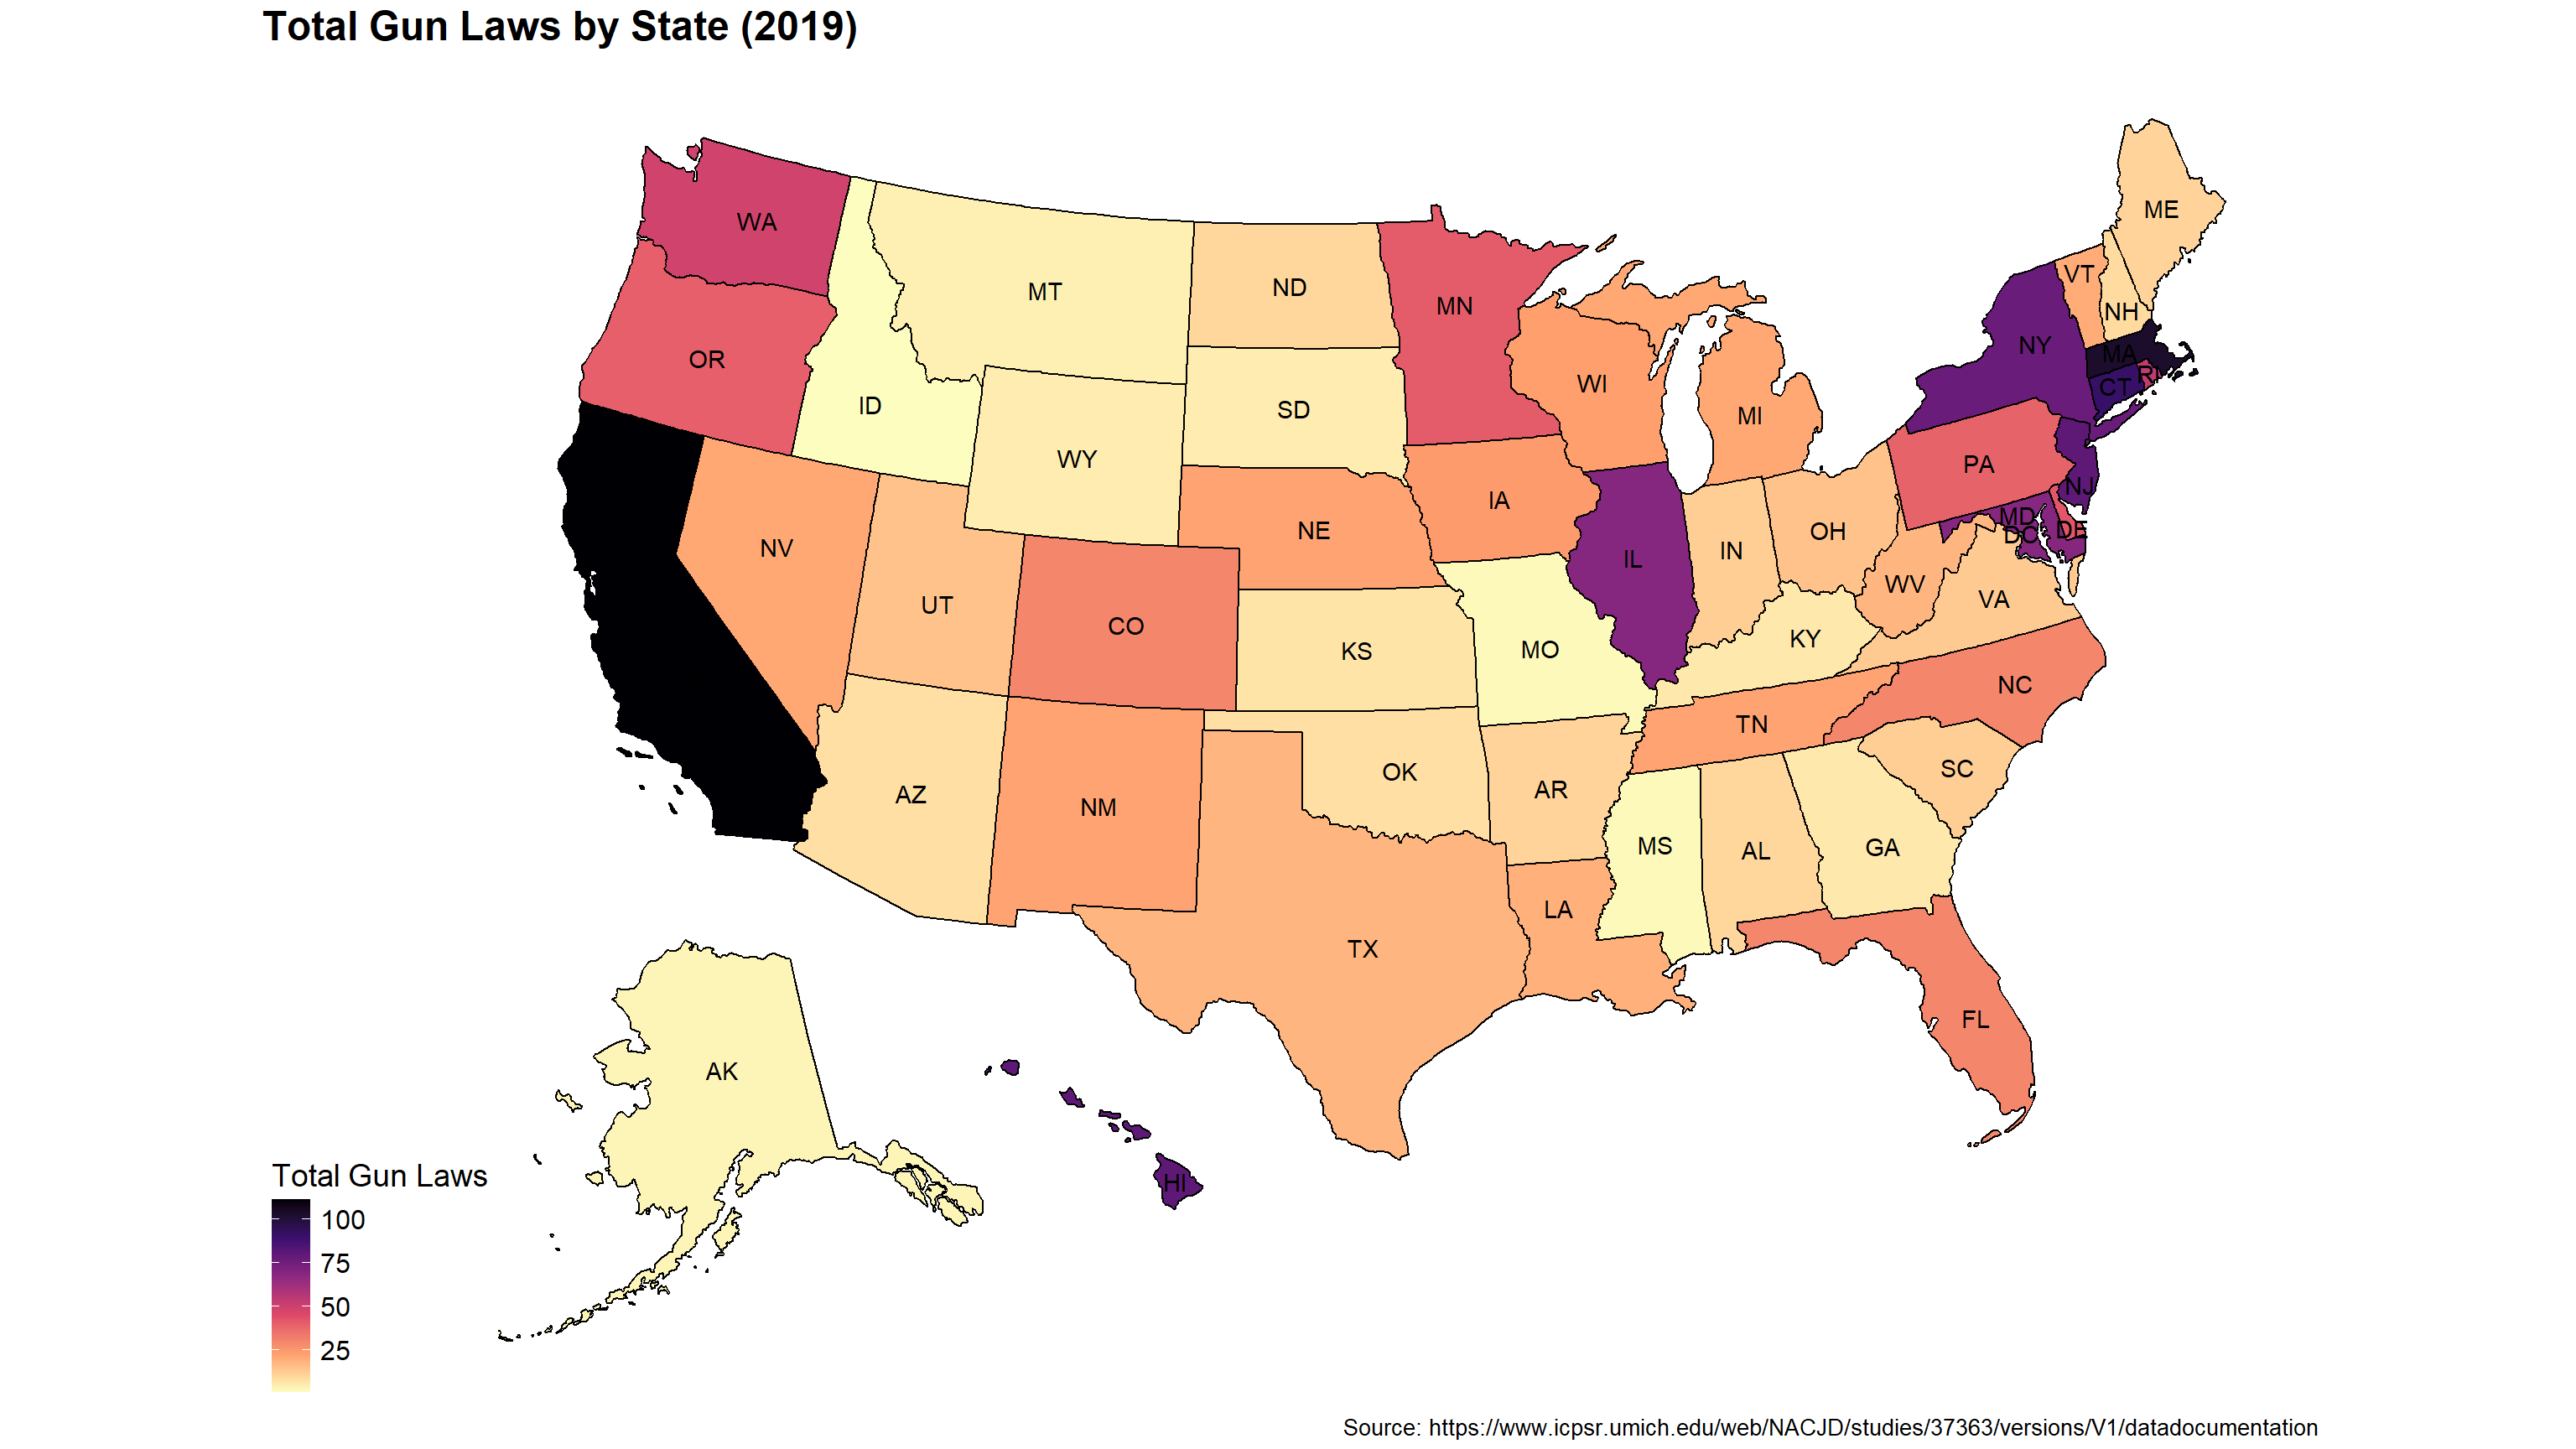 Total Gun Laws by State (2019)
ME
WA
VT
MT
ND
MN
NH
NY
MA
OR
RI
WI
CT
ID
SD
MI
WY
PA
NJ
IA
MD
NE
DE
OH
DC
NV
IN
IL
WV
UT
VA
CO
KY
KS
MO
NC
TN
SC
OK
AR
AZ
NM
MS
GA
AL
LA
TX
FL
AK
HI
Total Gun Laws
100
75
50
25
Source: https://www.icpsr.umich.edu/web/NACJD/studies/37363/versions/V1/datadocumentation